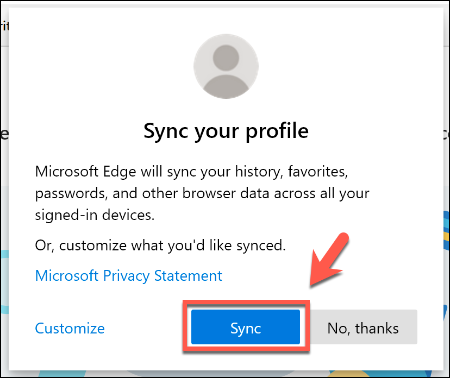 Sync your profile
Microsoft Edge will sync your history, favorites,
passwords, and other browser data across all your
signed-in devices.
Or, customize what you'd like synced.
Microsoft Privacy Statement
Customize
Sync
No, thanks